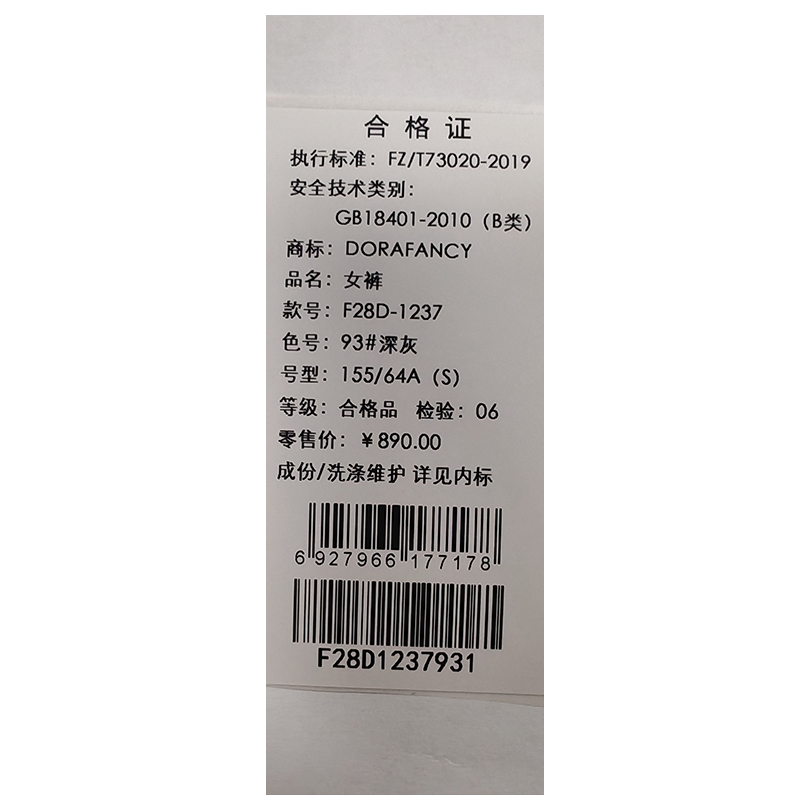 合格证
执行标准：FZ/T73020-2019
安全技术类别：
GB18401-2010（B类）
商标：DORAFANCY
品名：女裤
款号：F28D-1237
色号：93#深灰
号型：155/64A（S）
等级：合格品 检验：06
零售价：￥890.00
成份/洗涤维护 详见内标
6 927966 177178
F28D1237931